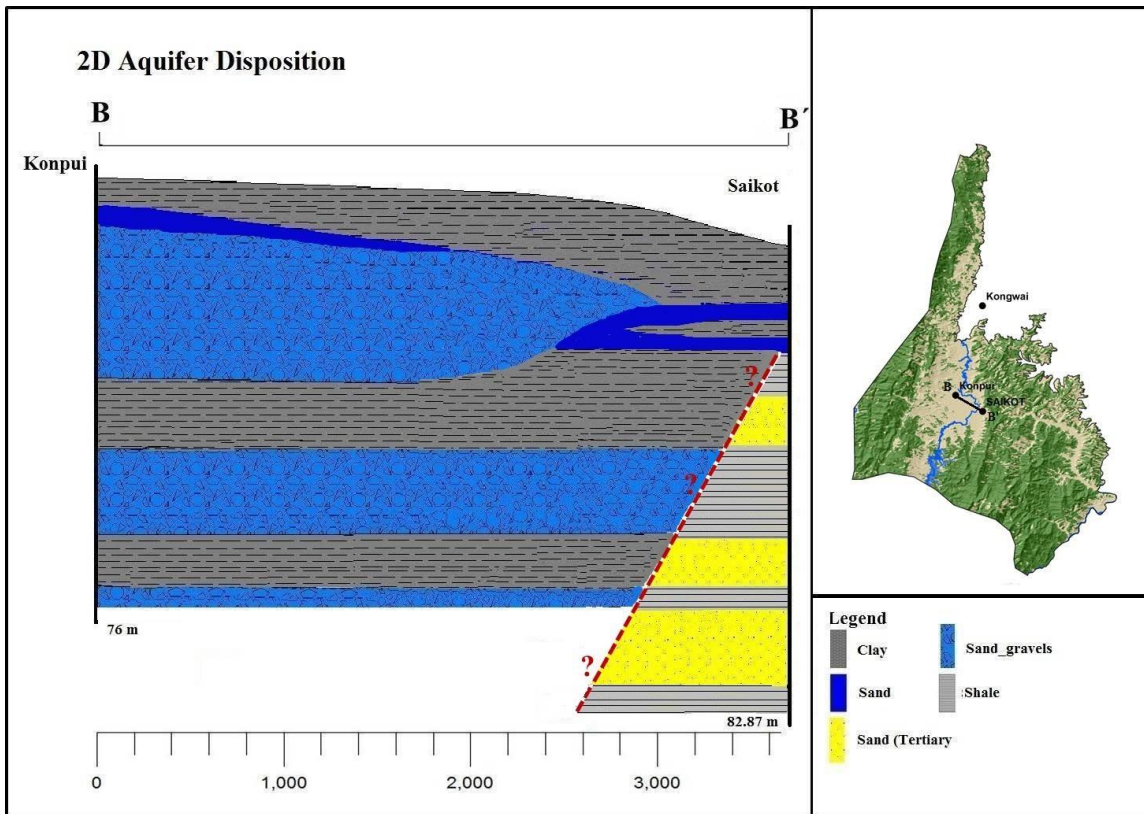 2D Aquifer Disposition
B
B´
Konpui
Saikot
?
?
?
76 m
82.87 m
0
1,000
2,000
3,000
Kongwai
B
Konpui
SAIKOT
B'
Legend
Clay
Sand_gravels
Sand
:Shale
Sand (Tertiary